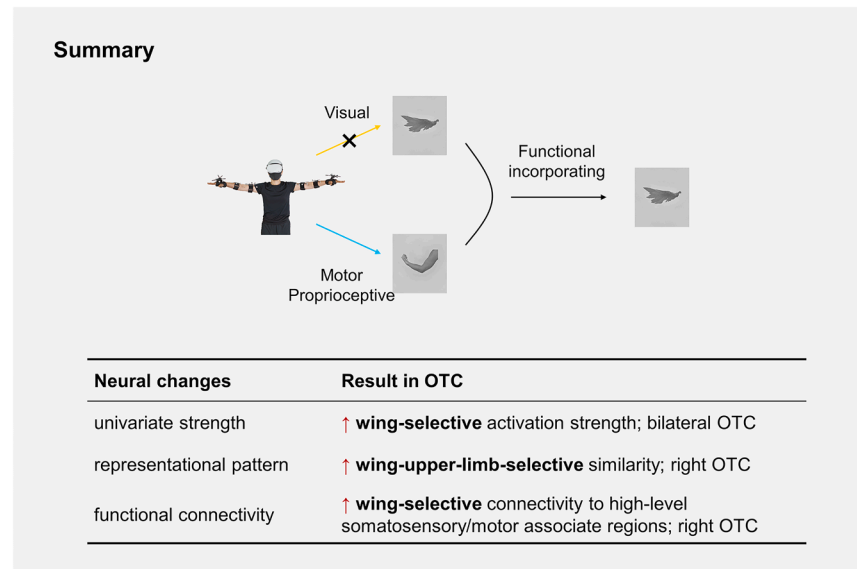 Summary
Visual
Functional
incorporating
Motor
Proprioceptive
Neural changes Result in OTC
univariate strength ↑ wing-selective activation strength; bilateral OTC
representational pattern ↑ wing-upper-limb-selective similarity; right OTC
functional connectivity ↑ wing-selective connectivity to high-level
somatosensory/motor associate regions; right OTC